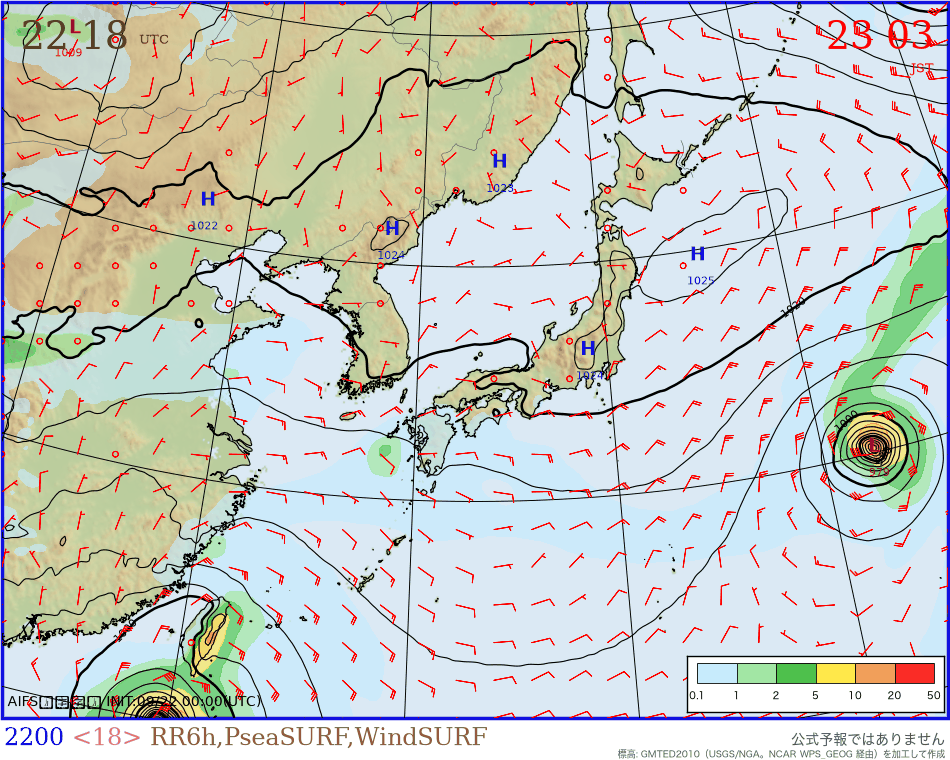 22 18 UTC
23 03
JST
L
1009
H
1023
H
1022
H
1024
H
1025
1020
H
1024
1000
970
1000
AIFS INIT:09/22 00:00(UTC)
0.1 1 2 5 10 20 50
2200 <18> RR6h,PseaSURF,WindSURF
公式予報ではありません
標高: GMTED2010（USGS/NGA。NCAR WPS_GEOG 経由）を加工して作成